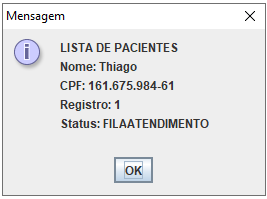 Mensagem
LISTA DE PACIENTES
Nome: Thiago
CPF: 161.675.984-61
Registro: 1
Status: FILAATENDIMENTO
OK